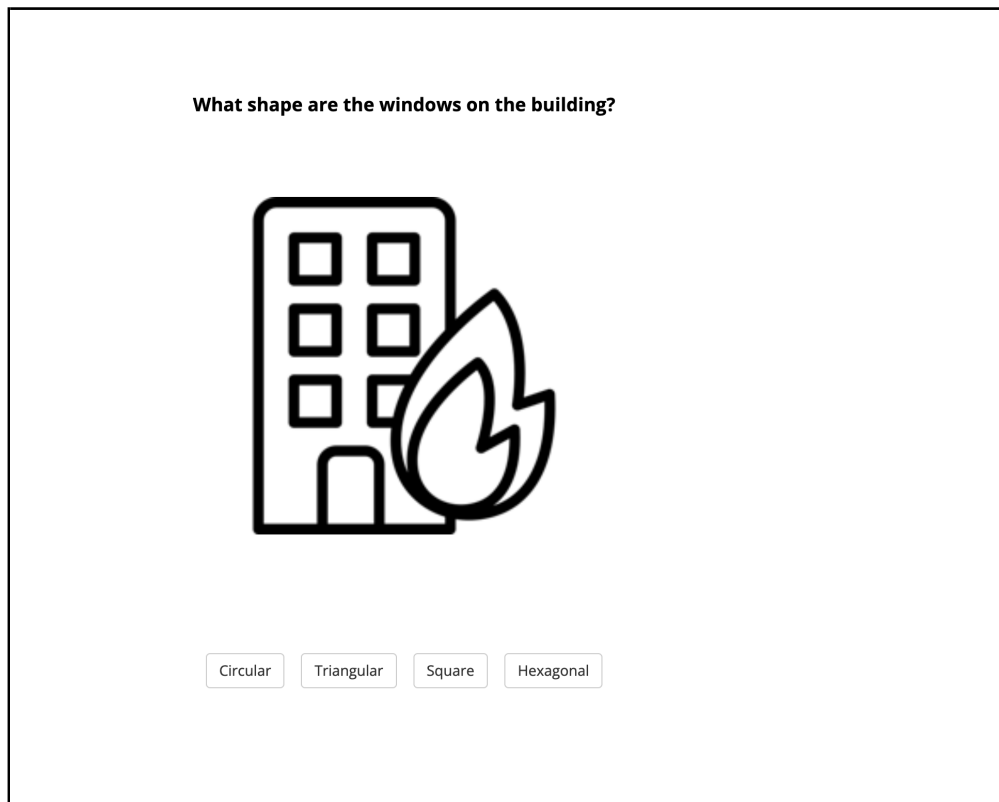 What shape are the windows on the building?
Circular
Triangular
Square
Hexagonal